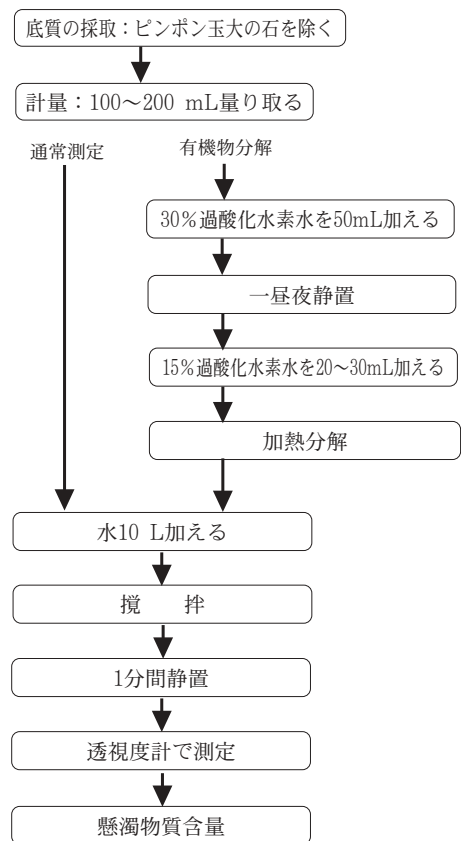 底質の採取：ピンポン玉大の石を除く
計量：100～200 mL量り取る
通常測定
有機物分解
30％過酸化水素水を50mL加える
一昼夜静置
15％過酸化水素水を20～30mL加える
加熱分解
水10 L加える
撹　拌
1分間静置
透視度計で測定
懸濁物質含量